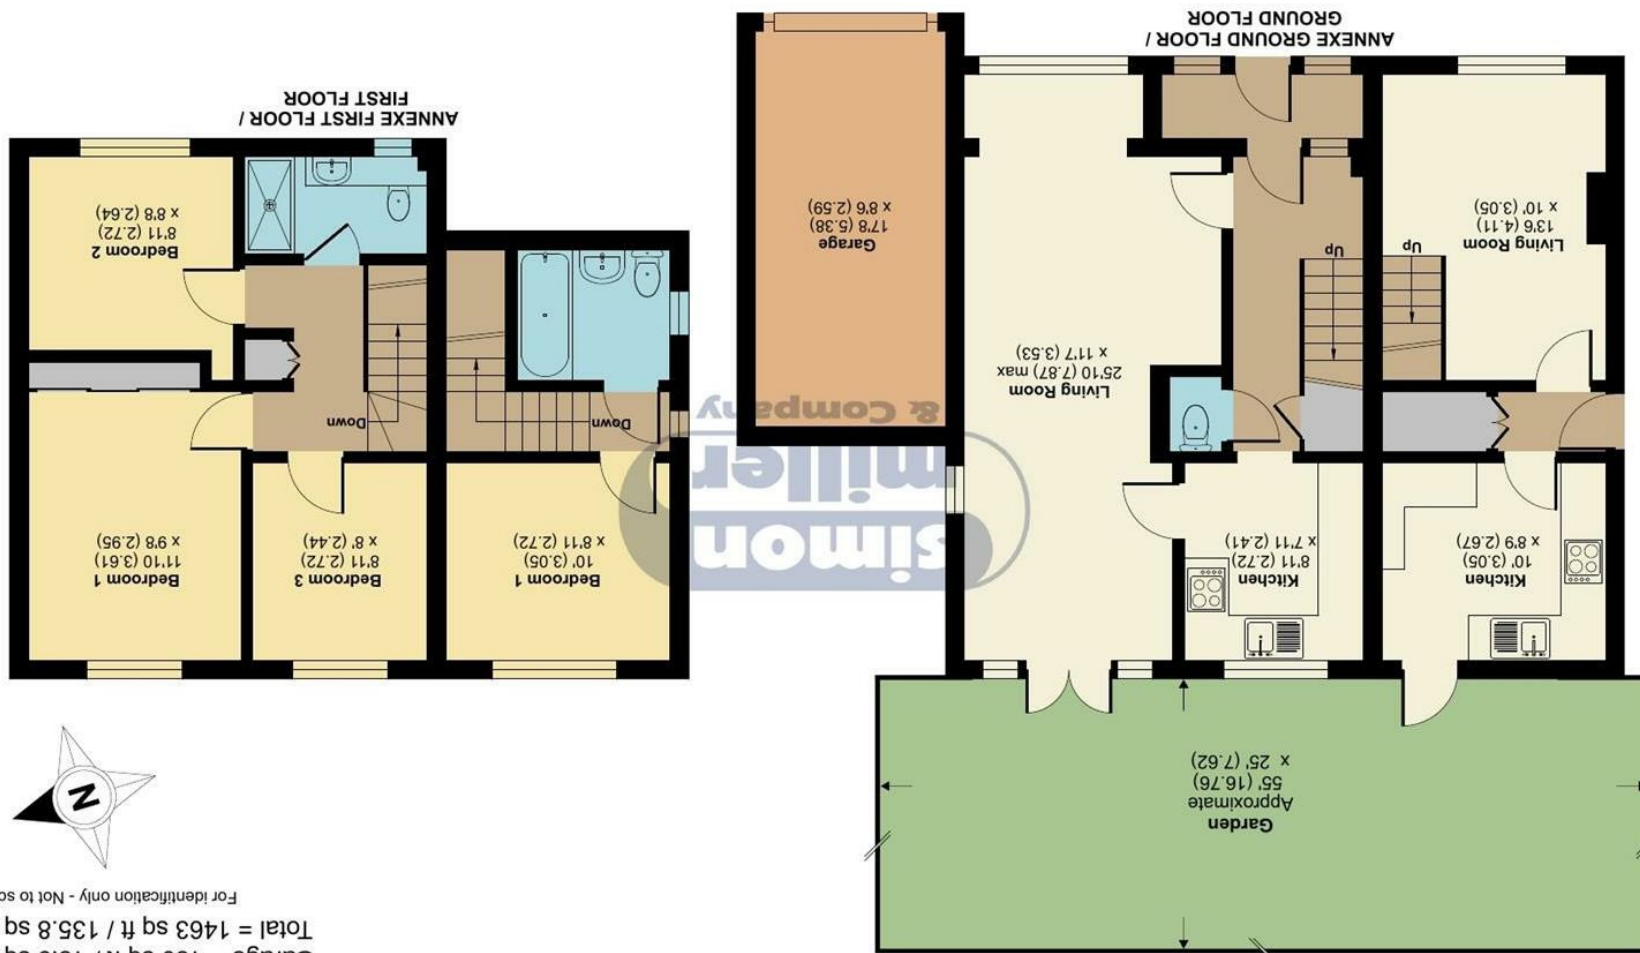 Total = 1463 sq ft / 135.8 sq
For identification only - Not to
N
Garden
Approximate
55' (16.76)
x 25' (7.62)
Kitchen
10' (3.05)
x 8'9 (2.67)
Kitchen
8'11 (2.72)
x 7'11 (2.41)
Living Room
25'10 (7.87) max
x 11'7 (3.53)
Living Room
13'6 (4.11)
x 10' (3.05)
Up
Up
Garage
17'8 (5.38)
x 8'6 (2.59)
ANNEXE GROUND FLOOR /
GROUND FLOOR
simon
miller
& Company
Bedroom 1
10' (3.05)
x 8'11 (2.72)
Bedroom 3
8'11 (2.72)
x 8' (2.44)
Bedroom 1
11'10 (3.61)
x 9'8 (2.95)
Down
Down
Bedroom 2
8'11 (2.72)
x 8'8 (2.64)
ANNEXE FIRST FLOOR /
FIRST FLOOR